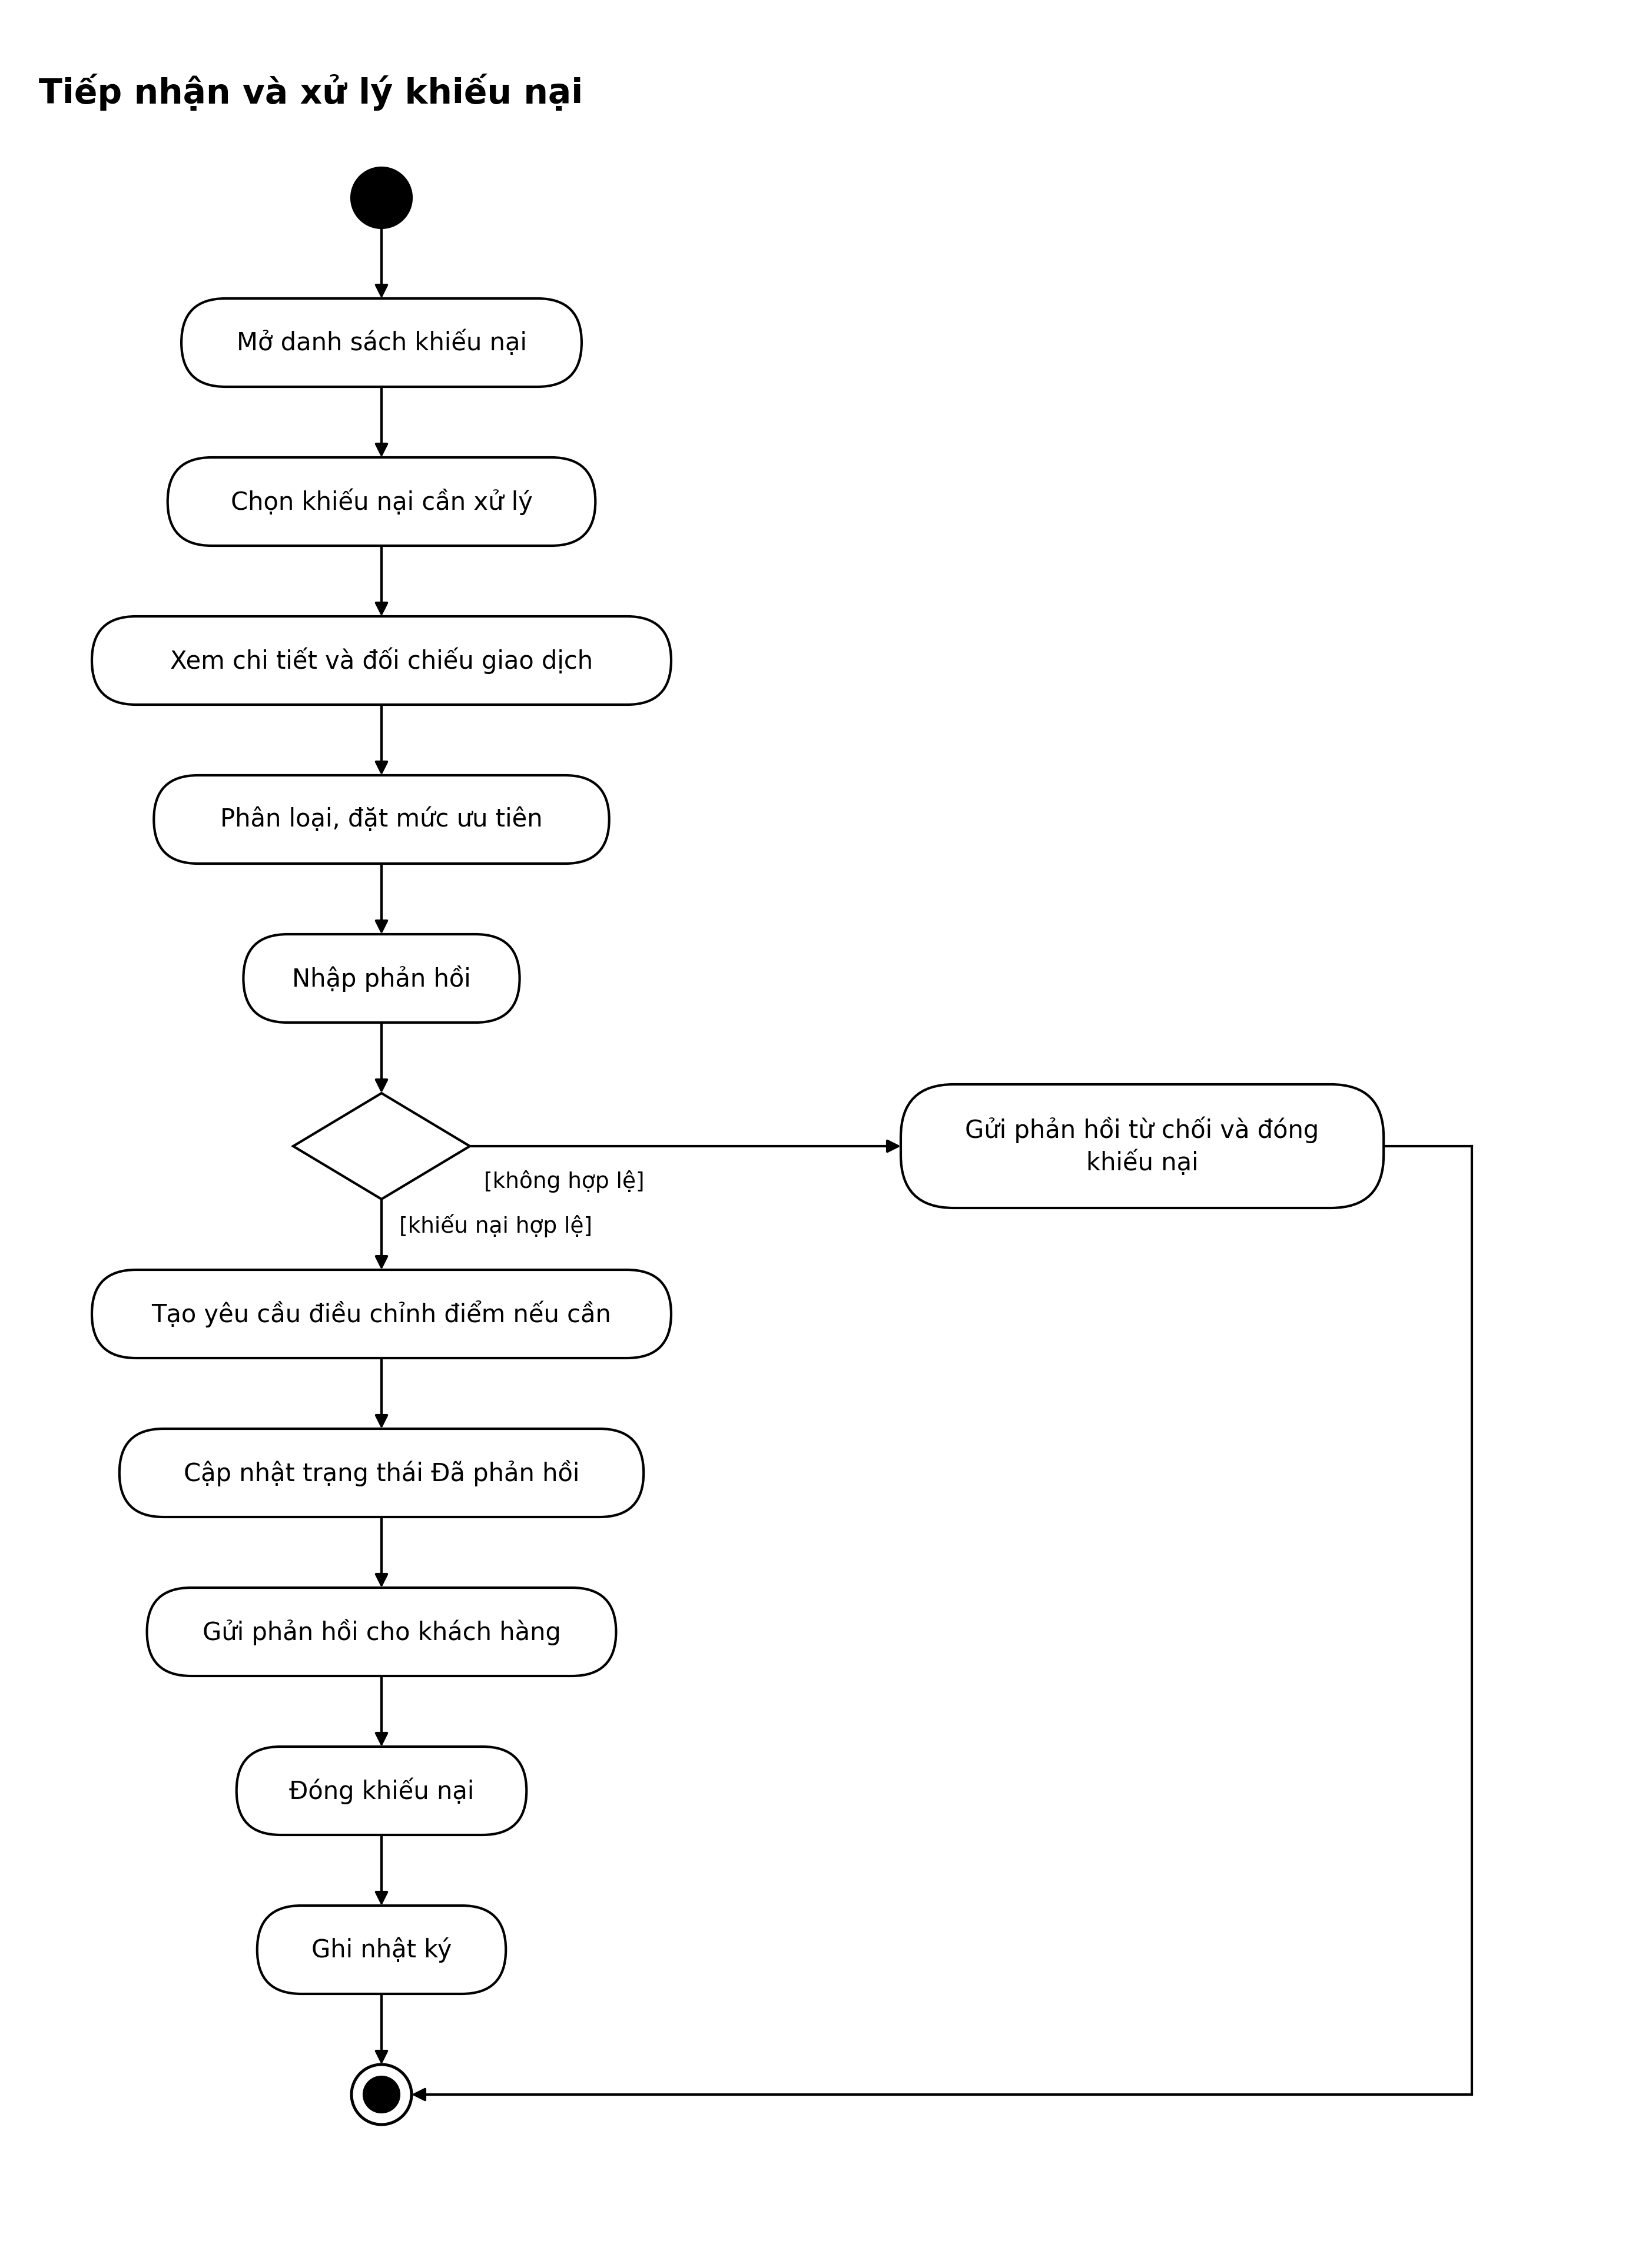 Tiếp nhận và xử lý khiếu nại
Mở danh sách khiếu nại
Chọn khiếu nại cần xử lý
Xem chi tiết và đối chiếu giao dịch
Phân loại, đặt mức ưu tiên
Nhập phản hồi
Gửi phản hồi từ chối và đóng
khiếu nại
[không hợp lệ]
[khiếu nại hợp lệ]
Tạo yêu cầu điều chỉnh điểm nếu cần
Cập nhật trạng thái Đã phản hồi
Gửi phản hồi cho khách hàng
Đóng khiếu nại
Ghi nhật ký